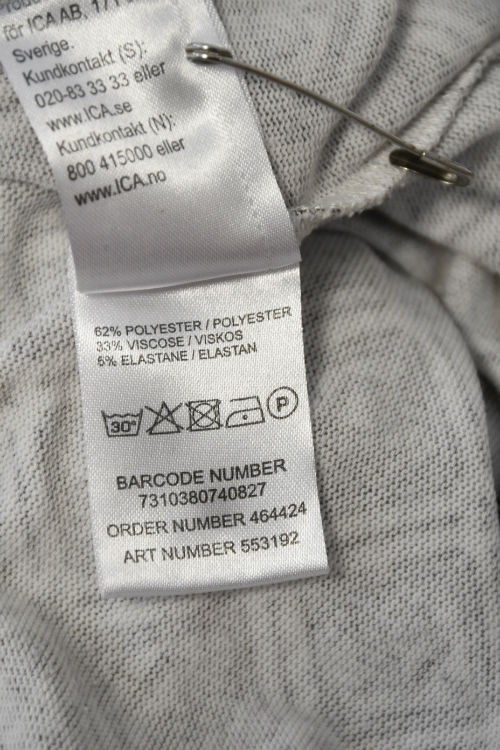 för ICA AB,
Sverige.
Kundkontakt (S):
020-83 33 33 eller
www.ICA.se
Kundkontakt (N):
800 415000 eller
www.ICA.no
62% POLYESTER / POLYESTER
33% VISCOSE / VISKOS
5% ELASTANE / ELASTAN
30° P
BARCODE NUMBER
7310380740827
ORDER NUMBER 464424
ART NUMBER 553192